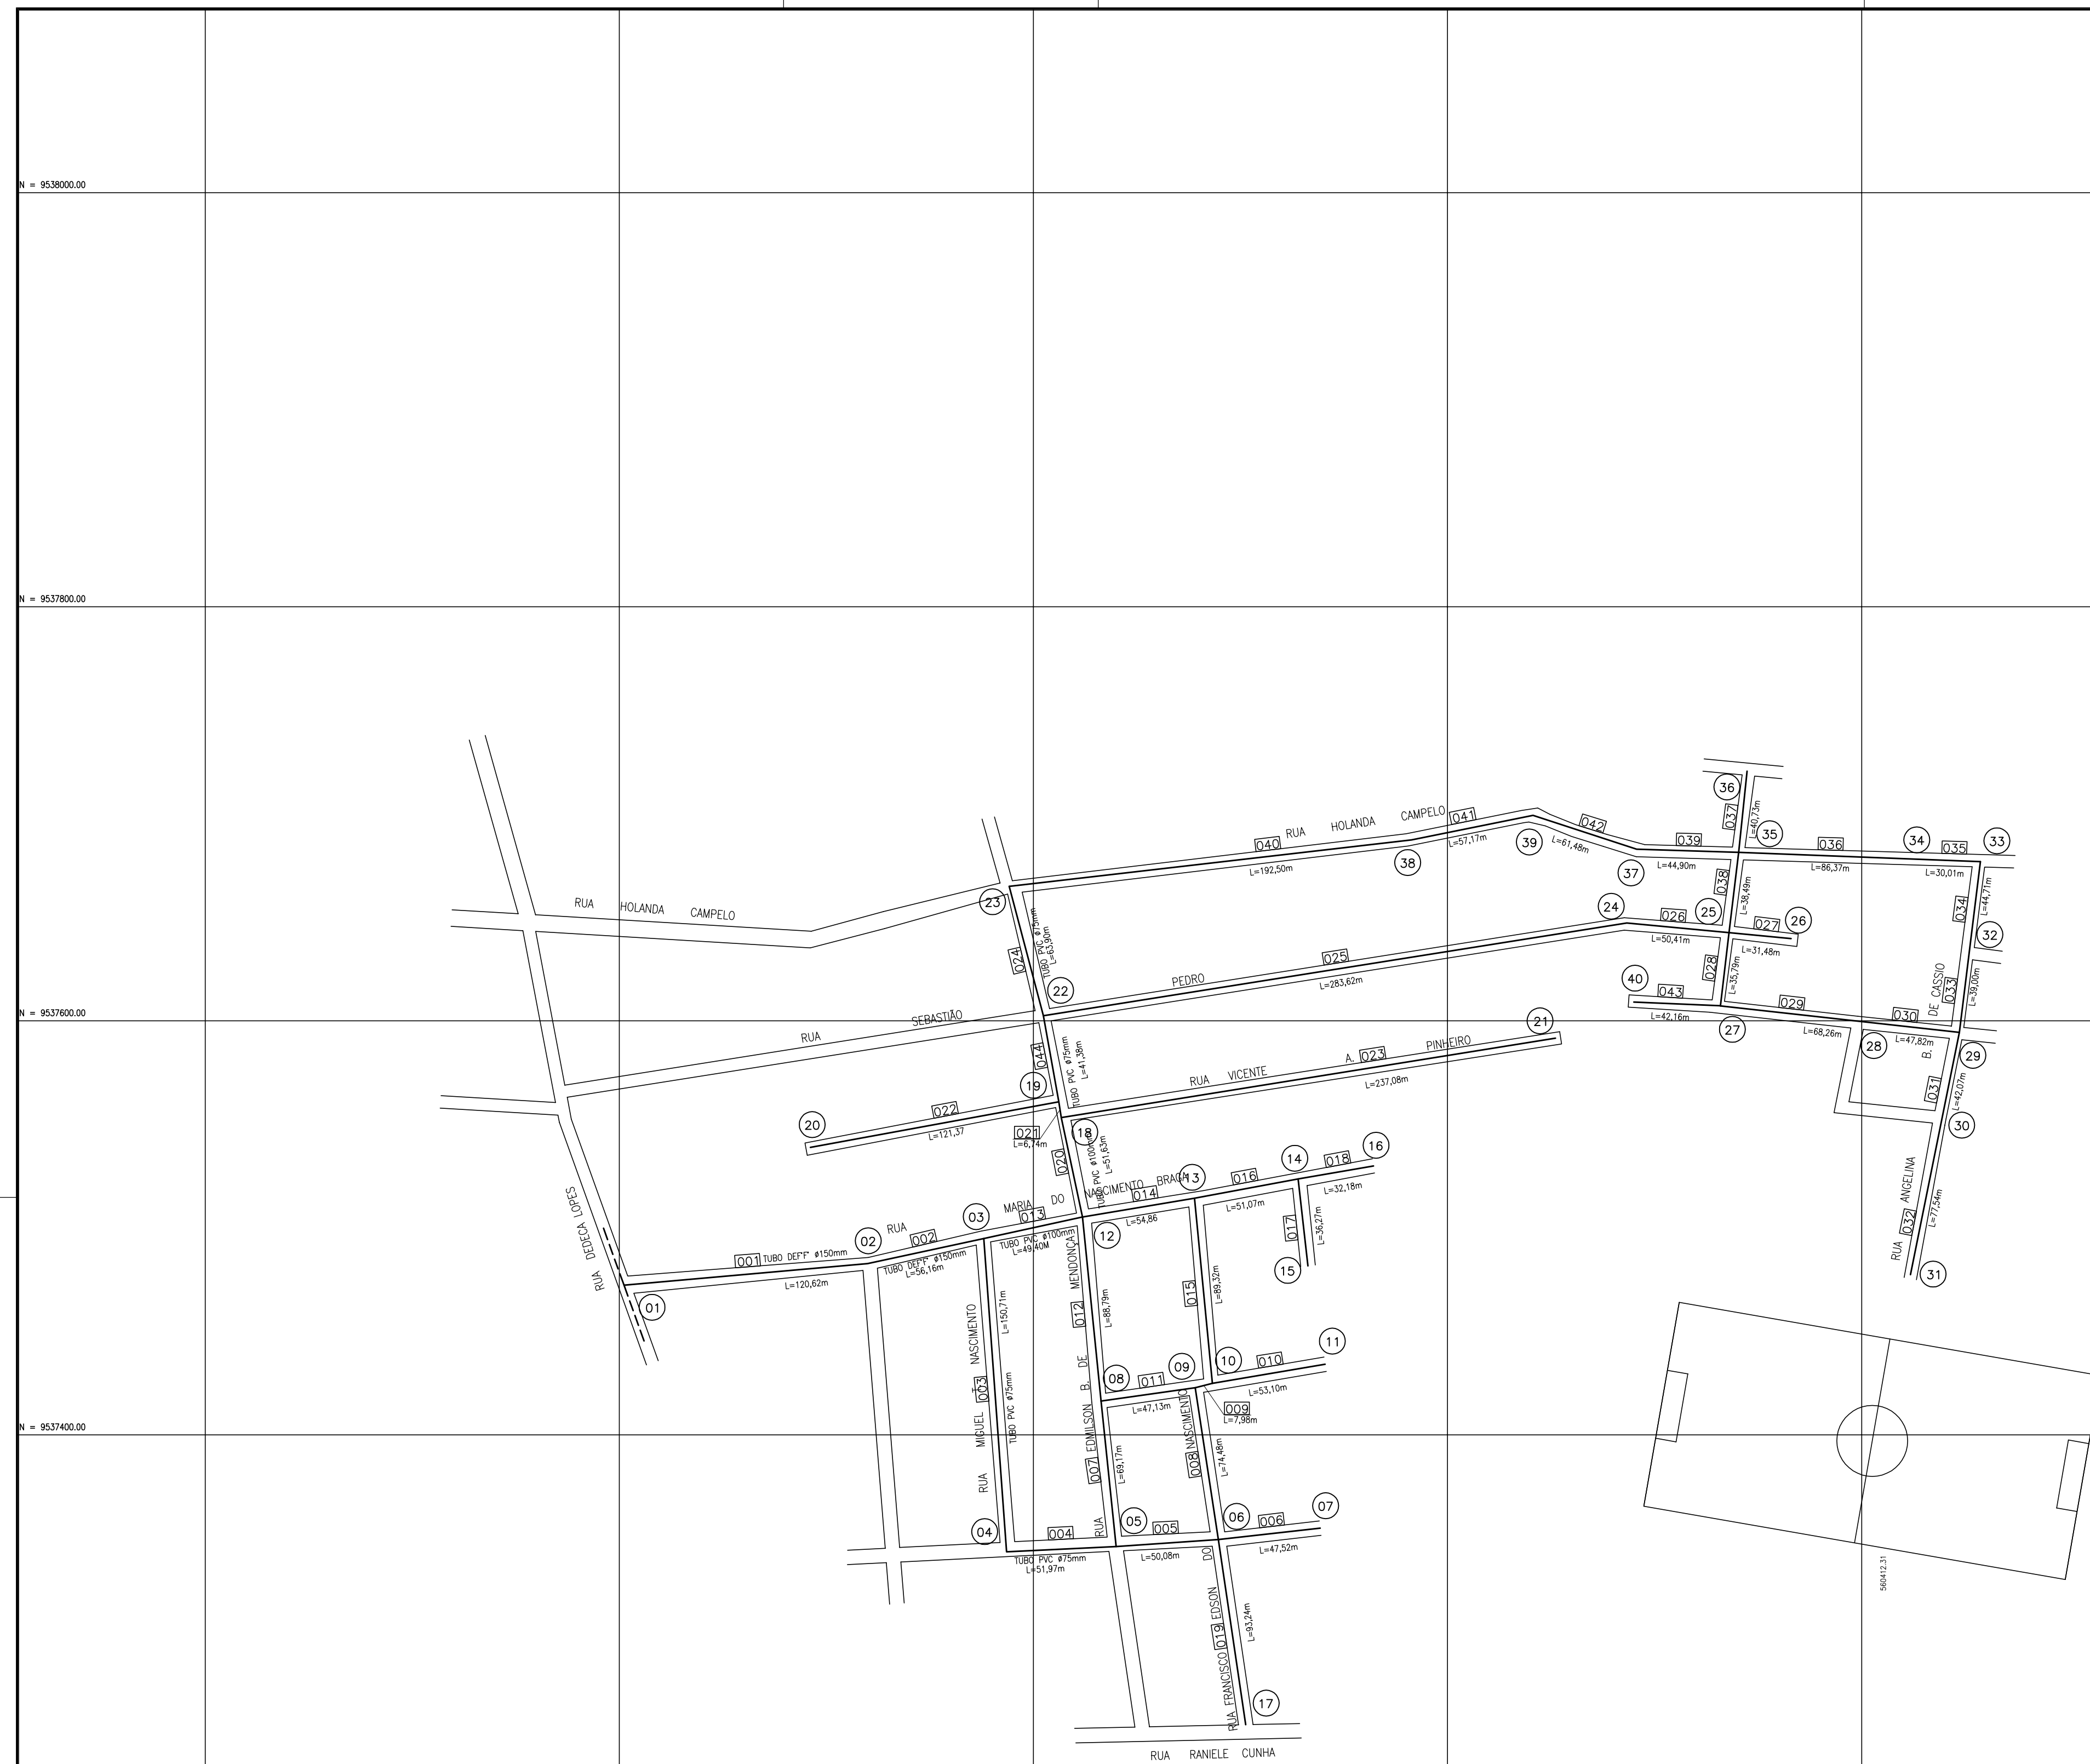 N = 9538000.00
N = 9537800.00
N = 9537600.00
N = 9537400.00
RUA HOLANDA CAMPELO
RUA HOLANDA CAMPELO
040
L=192,50m
38
041
L=57,17m
39
042
L=61,48m
37
039
L=44,90m
36
037
L=40,73m
35
036
L=86,37m
34
035
L=30,01m
33
034
L=44,71m
32
033
L=39,00m
038
L=38,49m
23
024
TUBO PVC ø75mm
L=63,90m
22
RUA SEBASTIÃO PEDRO
025
L=283,62m
24
026
L=50,41m
25
027
L=31,48m
26
028
L=35,79m
40
043
L=42,16m
27
029
L=68,26m
28
030
L=47,82m
29
031
L=42,07m
30
032
L=77,54m
31
RUA ANGELINA B. DE CASSIO
044
TUBO PVC ø75mm
L=41,38m
19
20
022
L=121,37
021
L=6,74m
18
RUA VICENTE A. PINHEIRO
023
L=237,08m
21
020
TUBO PVC ø100mm
L=51,63m
RUA DEDECA LOPES
01
001
TUBO DEF°F° ø150mm
L=120,62m
02
002
TUBO DEF°F° ø150mm
L=56,16m
03
RUA MARIA DO NASCIMENTO BRAGA
013
TUBO PVC ø100mm
L=49,40M
12
014
L=54,86
13
016
L=51,07m
14
018
L=32,18m
16
017
L=36,27m
15
RUA MIGUEL T. NASCIMENTO
003
L=150,71m
TUBO PVC ø75mm
04
004
TUBO PVC ø75mm
L=51,97m
RUA EDMILSON B. DE MENDONÇA
012
L=88,79m
08
007
L=69,17m
05
005
L=50,08m
06
006
L=47,52m
07
011
L=47,13m
09
009
L=7,98m
10
010
L=53,10m
11
015
L=89,32m
008
L=74,48m
RUA FRANCISCO EDSON DO NASCIMENTO
019
L=93,24m
17
RUA RANIELE CUNHA
560412.31